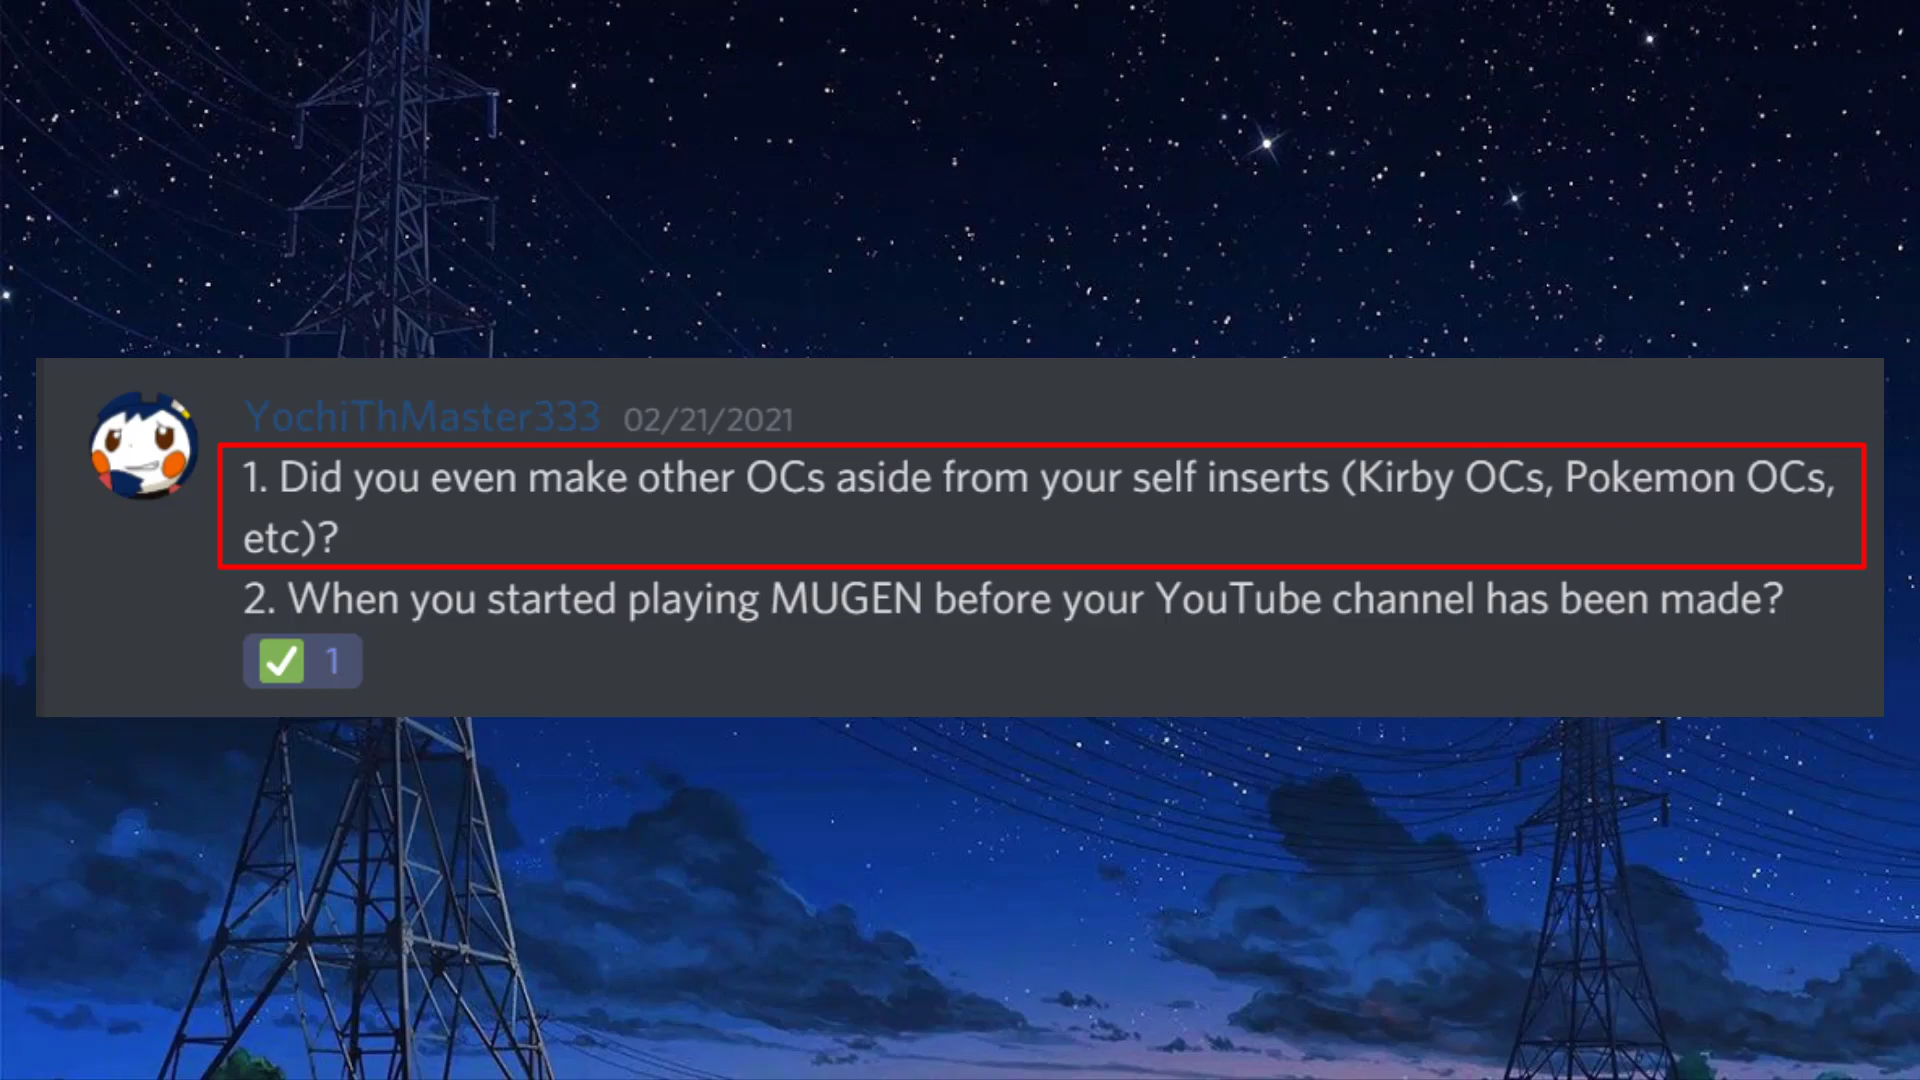 YochiThMaster333 02/21/2021
1. Did you even make other OCs aside from your self inserts (Kirby OCs, Pokemon OCs,
etc)?
2. When you started playing MUGEN before your YouTube channel has been made?
1